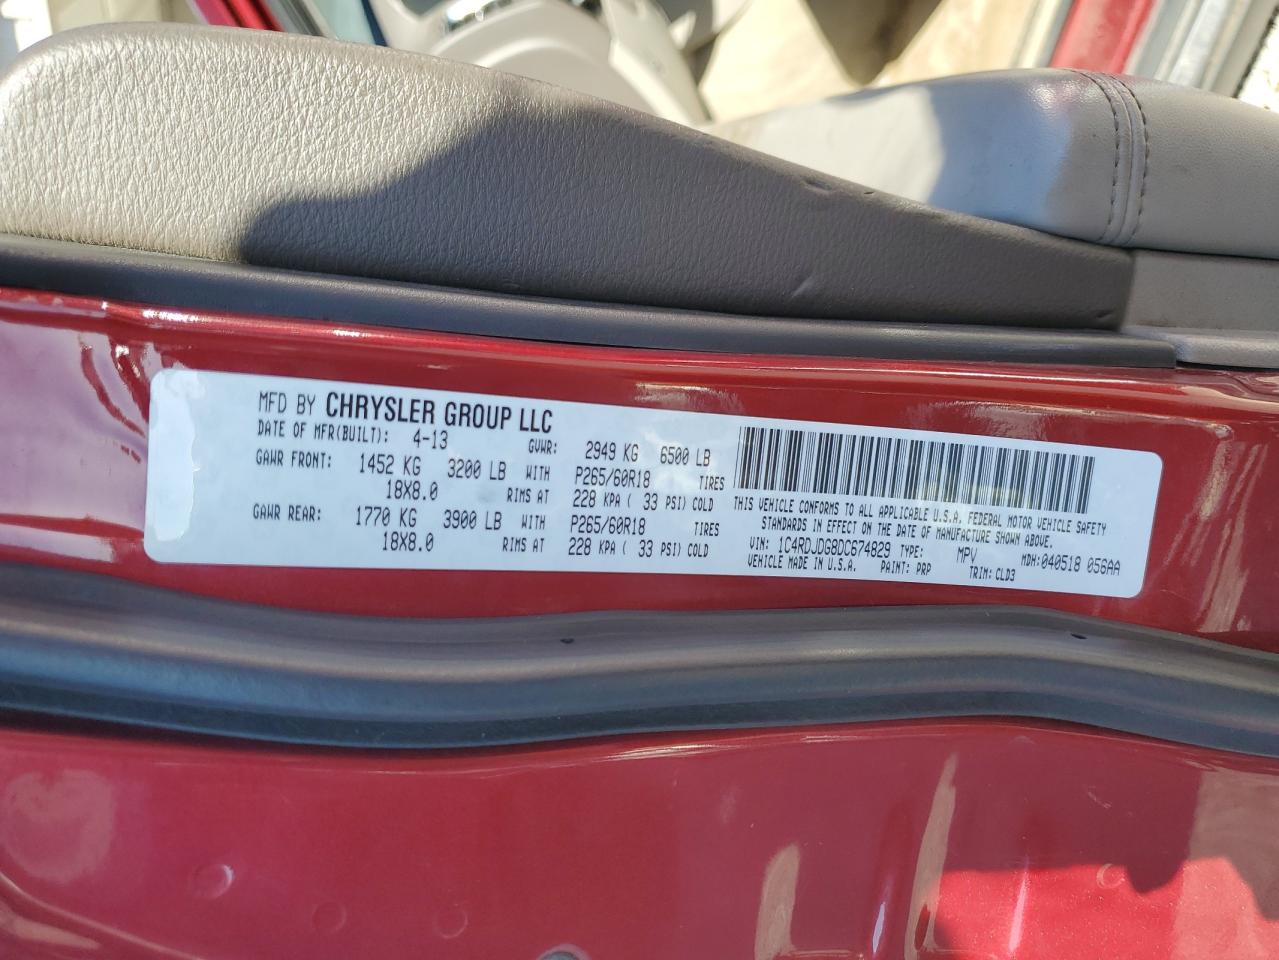 MFD BY CHRYSLER GROUP LLC
DATE OF MFR(BUILT): 4-13 GVWR: 2949 KG 6500 LB
GAWR FRONT: 1452 KG 3200 LB WITH P265/60R18 TIRES
18X8.0 RIMS AT 228 KPA ( 33 PSI) COLD
GAWR REAR: 1770 KG 3900 LB WITH P265/60R18 TIRES
18X8.0 RIMS AT 228 KPA ( 33 PSI) COLD
THIS VEHICLE CONFORMS TO ALL APPLICABLE U.S.A. FEDERAL MOTOR VEHICLE SAFETY
STANDARDS IN EFFECT ON THE DATE OF MANUFACTURE SHOWN ABOVE.
VIN: 1C4RDJDG8DC674829 TYPE: MPV MDH:040518 056AA
VEHICLE MADE IN U.S.A. PAINT: PRP TRIM: CLD3